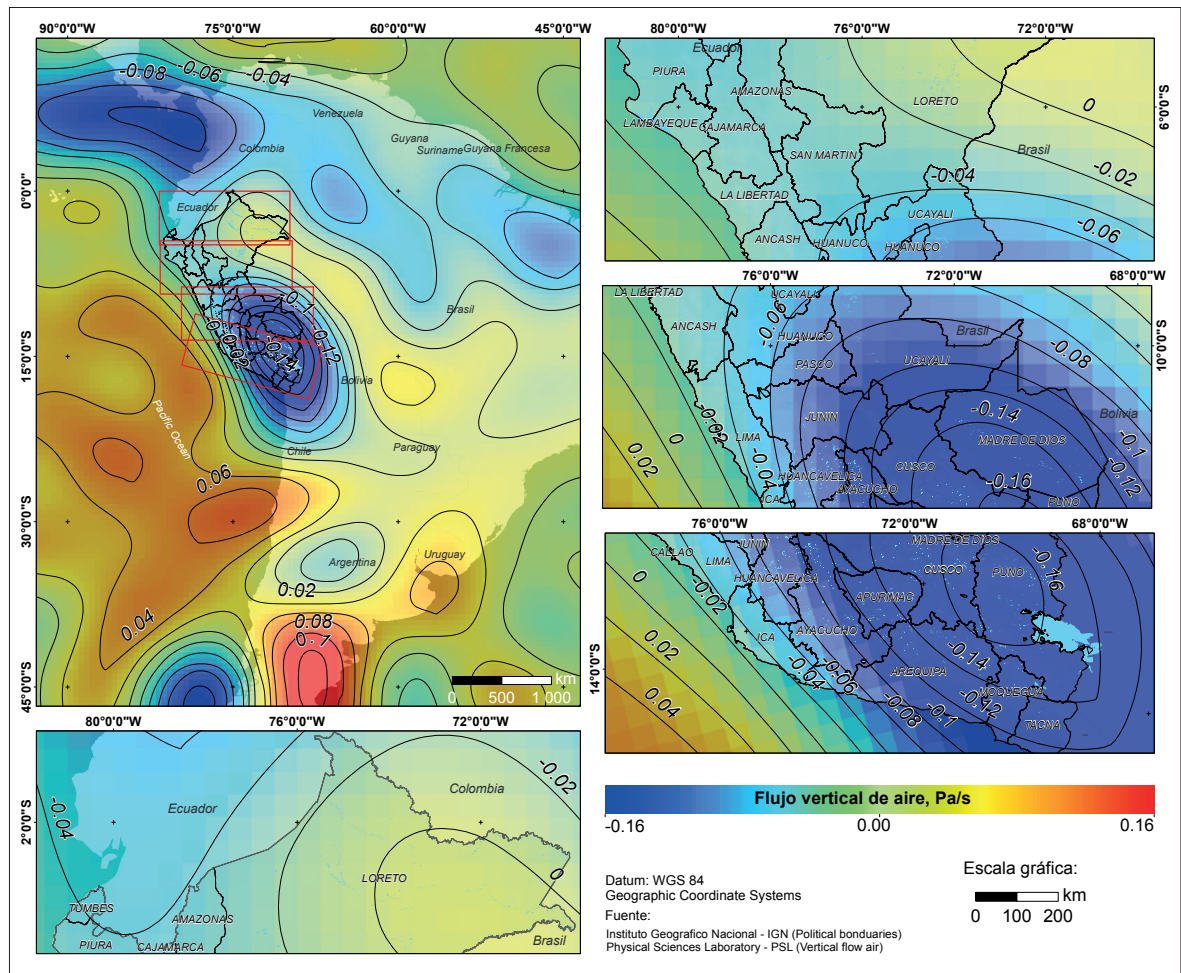 90°0'0"W 75°0'0"W 60°0'0"W 45°0'0"W
0°0'0"
15°0'0"S
30°0'0"S
45°0'0"S
-0.08
-0.06
-0.04
Venezuela
Guyana
Suriname
Guyana Francesa
Colombia
Ecuador
-0.1
-0.12
Brasil
-0.02
-0.14
Bolivia
Pacific Ocean
Chile
Paraguay
0.06
Argentina
Uruguay
0.02
0.04
0.08
0.1
km
0 500 1 000
80°0'0"W 76°0'0"W 72°0'0"W
6°0'0"S
Ecuador
PIURA
AMAZONAS
LORETO
0
LAMBAYEQUE
CAJAMARCA
Brasil
SAN MARTIN
-0.02
-0.04
LA LIBERTAD
UCAYALI
-0.06
ANCASH
HUANUCO
HUANUCO
76°0'0"W 72°0'0"W 68°0'0"W
10°0'0"S
LA LIBERTAD
UCAYALI
-0.06
ANCASH
HUANUCO
Brasil
PASCO
UCAYALI
-0.08
0.02
0
-0.02
JUNIN
-0.14
Bolivia
LIMA
MADRE DE DIOS
-0.1
-0.04
HUANCAVELICA
CUSCO
-0.12
ICA
AYACUCHO
-0.16
PUNO
76°0'0"W 72°0'0"W 68°0'0"W
14°0'0"S
CALLAO
JUNIN
LIMA
MADRE DE DIOS
0
-0.02
HUANCAVELICA
CUSCO
PUNO
-0.16
APURIMAC
0.02
ICA
AYACUCHO
-0.04
-0.06
AREQUIPA
-0.14
0.04
MOQUEGUA
-0.08
-0.1
-0.12
TACNA
80°0'0"W 76°0'0"W 72°0'0"W
2°0'0"S
Ecuador
Colombia
-0.02
-0.04
LORETO
0
TUMBES
AMAZONAS
PIURA
CAJAMARCA
Brasil
Flujo vertical de aire, Pa/s
-0.16 0.00 0.16
Datum: WGS 84
Geographic Coordinate Systems
Fuente:
Instituto Geografico Nacional - IGN (Political bonduaries)
Physical Sciences Laboratory - PSL (Vertical flow air)
Escala gráfica:
km
0 100 200